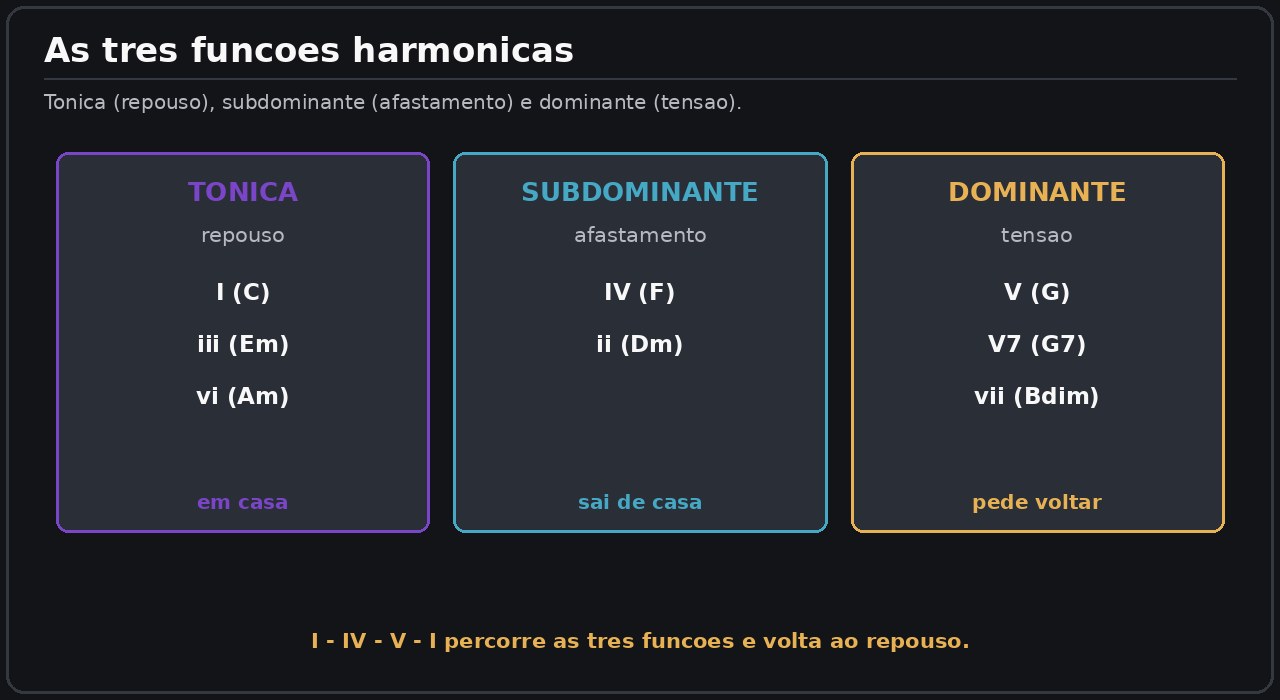 As tres funcoes harmonicas
Tonica (repouso), subdominante (afastamento) e dominante (tensao).
TONICA
repouso
I (C)
iii (Em)
vi (Am)
em casa
SUBDOMINANTE
afastamento
IV (F)
ii (Dm)
sai de casa
DOMINANTE
tensao
V (G)
V7 (G7)
vii (Bdim)
pede voltar
I - IV - V - I percorre as tres funcoes e volta ao repouso.